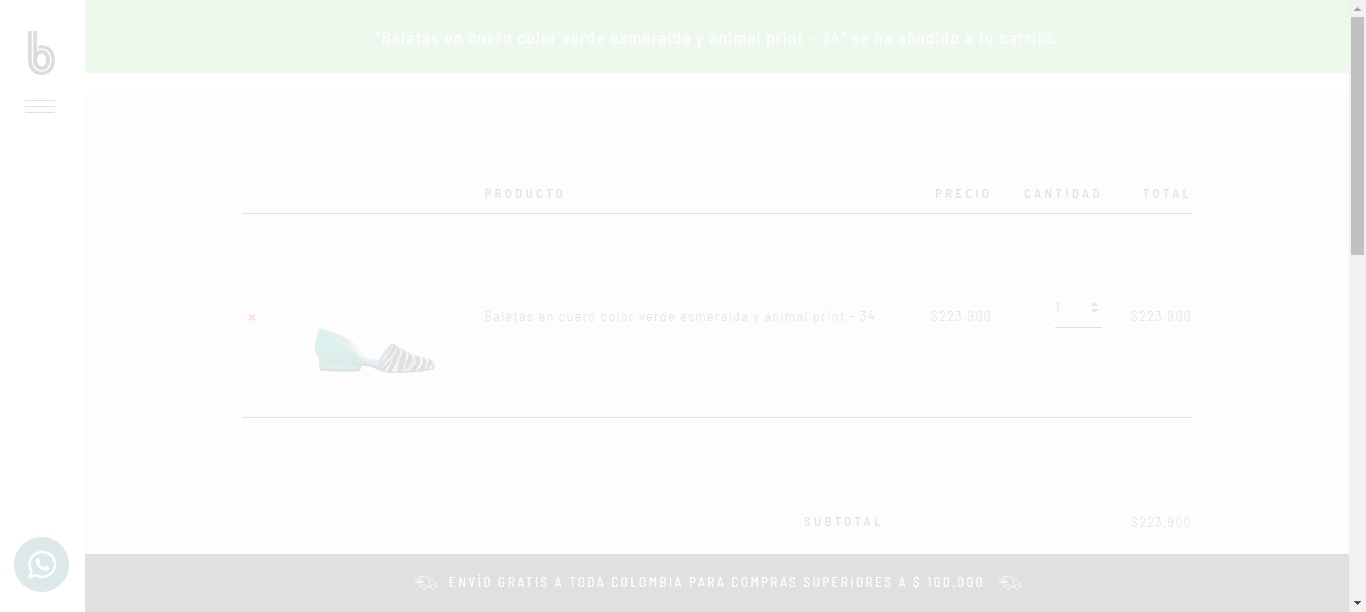 b
"Baletas en cuero color verde esmeralda y animal print – 34" se ha añadido a tu carrito.
PRODUCTO PRECIO CANTIDAD TOTAL
× Baletas en cuero color verde esmeralda y animal print – 34 $223,900 1 $223,900
SUBTOTAL $223,900
ENVÍO GRATIS A TODA COLOMBIA PARA COMPRAS SUPERIORES A $ 100.000